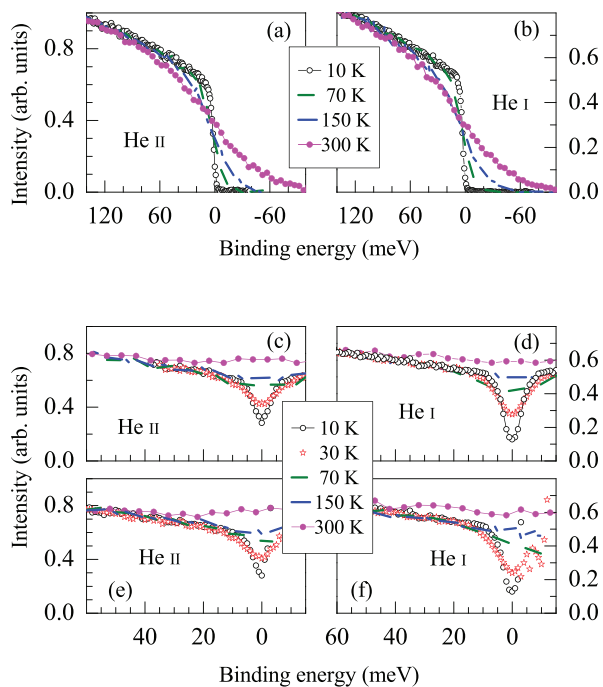 (a)
(b)
0.8
0.4
0.0
Intensity (arb. units)
He II
10 K
70 K
150 K
300 K
He I
0.6
0.4
0.2
0.0
120
60
0
-60
120
60
0
-60
Binding energy (meV)
(c)
(d)
0.8
0.4
0.0
Intensity (arb. units)
He II
He I
0.6
0.4
0.2
0.0
10 K
30 K
70 K
150 K
300 K
0.8
0.4
0.0
He II
He I
(e)
(f)
0.6
0.4
0.2
0.0
40
20
0
60
40
20
0
Binding energy (meV)